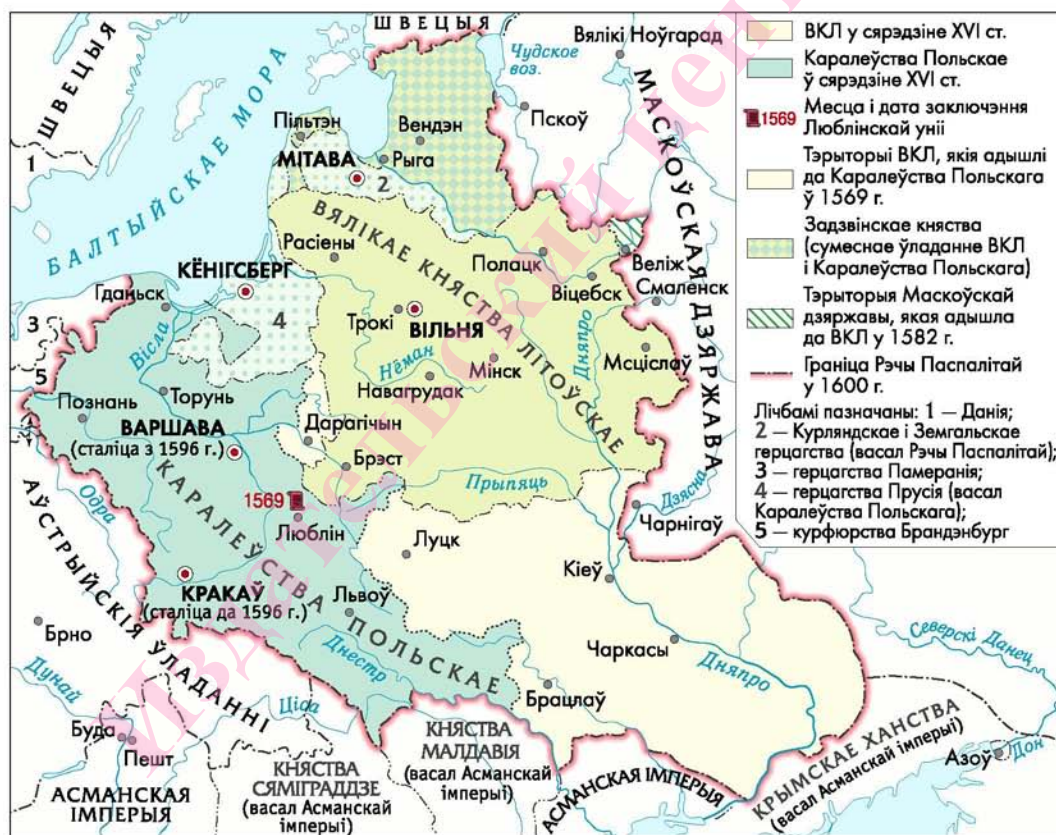 ШВЕЦЫЯ
ШВЕЦЫЯ
БАЛТЫЙСКАЕ МОРА
Чудское
воз.
Вялікі Ноўгарад
Пскоў
МАСКОЎСКАЯ ДЗЯРЖАВА
Пільтэн
Вендэн
Рыга
МІТАВА
1
2
ВЯЛІКАЕ КНЯСТВА ЛІТОЎСКАЕ
Расіены
Полацк
Веліж
Віцебск
Смаленск
КЁНІГСБЕРГ
Гданьск
Трокі
ВІЛЬНЯ
Дняпро
3
4
Вісла
Нёман
Мінск
Мсціслаў
Навагрудак
5
Познань
Торунь
ВАРШАВА
(сталіца з 1596 г.)
Дарагічын
Брэст
Прыпяць
Дзясна
Чарнігаў
Одра
КАРАЛЕЎСТВА ПОЛЬСКАЕ
1569
Люблін
Луцк
Кіеў
АЎСТРЫЙСКІЯ ЎЛАДАННІ
КРАКАЎ
(сталіца да 1596 г.)
Львоў
Брно
Днестр
Чаркасы
Дняпро
Северскі Данец
Дунай
Ціса
Брацлаў
Буда
Пешт
АСМАНСКАЯ
ІМПЕРЫЯ
КНЯСТВА
СЯМІГРАДДЗЕ
(васал Асманскай
імперыі)
КНЯСТВА
МАЛДАВІЯ
(васал Асманскай
імперыі)
АСМАНСКАЯ ІМПЕРЫЯ
КРЫМСКАЕ ХАНСТВА
(васал Асманскай імперыі)
Азоў
Дон
ВКЛ у сярэдзіне XVI ст.
Каралеўства Польскае
ў сярэдзіне XVI ст.
1569 Месца і дата заключэння
Люблінскай уніі
Тэрыторыі ВКЛ, якія адышлі
да Каралеўства Польскага
ў 1569 г.
Задзвінскае княства
(сумеснае ўладанне ВКЛ
і Каралеўства Польскага)
Тэрыторыя Маскоўскай
дзяржавы, якая адышла
да ВКЛ у 1582 г.
Граніца Рэчы Паспалітай
у 1600 г.
Лічбамі пазначаны: 1 — Данія;
2 — Курляндскае і Земгальскае
герцагства (васал Рэчы Паспалітай);
3 — герцагства Памеранія;
4 — герцагства Прусія (васал
Каралеўства Польскага);
5 — курфюрства Брандэнбург